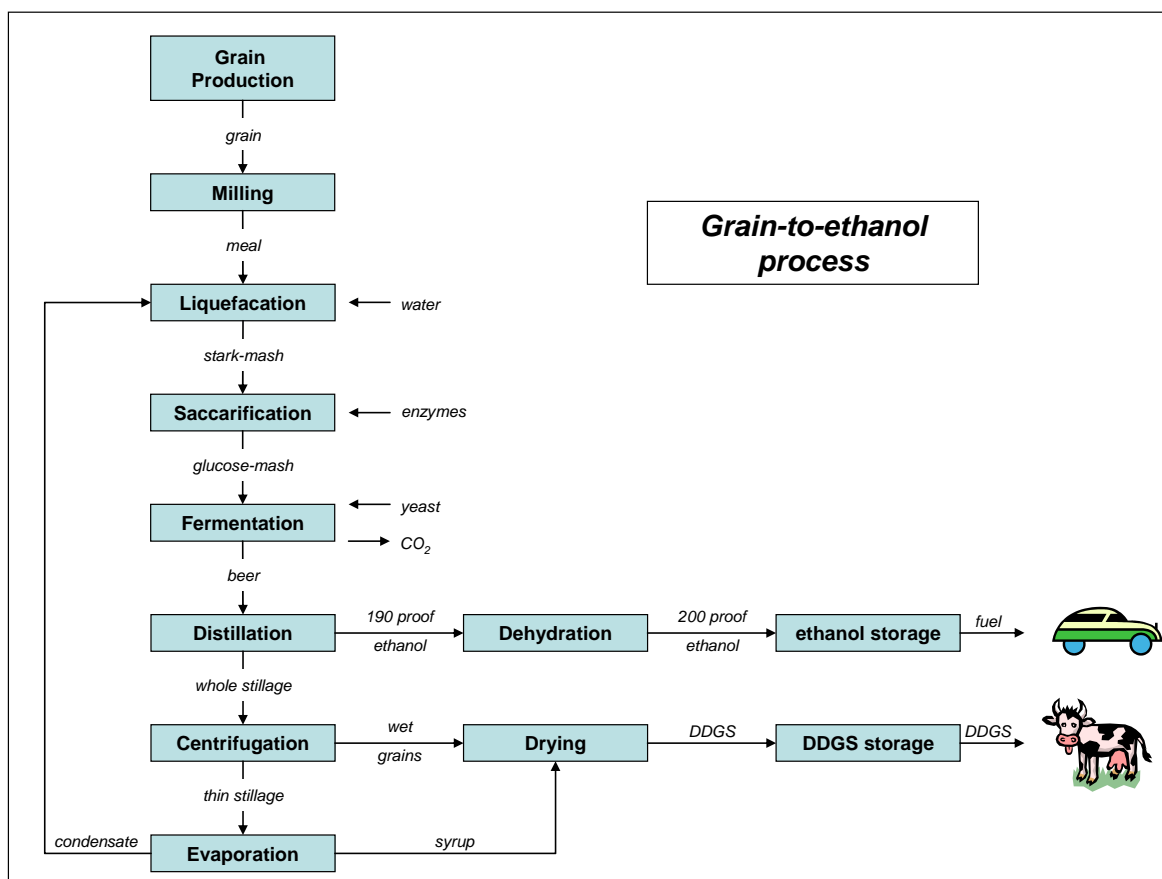 Grain
Production
grain
Milling
Grain-to-ethanol
process
meal
Liquefacation
water
stark-mash
Saccarification
enzymes
glucose-mash
yeast
Fermentation
CO₂
beer
Distillation
190 proof
ethanol
Dehydration
200 proof
ethanol
ethanol storage
fuel
whole stillage
Centrifugation
wet
grains
Drying
DDGS
DDGS storage
DDGS
thin stillage
condensate
Evaporation
syrup